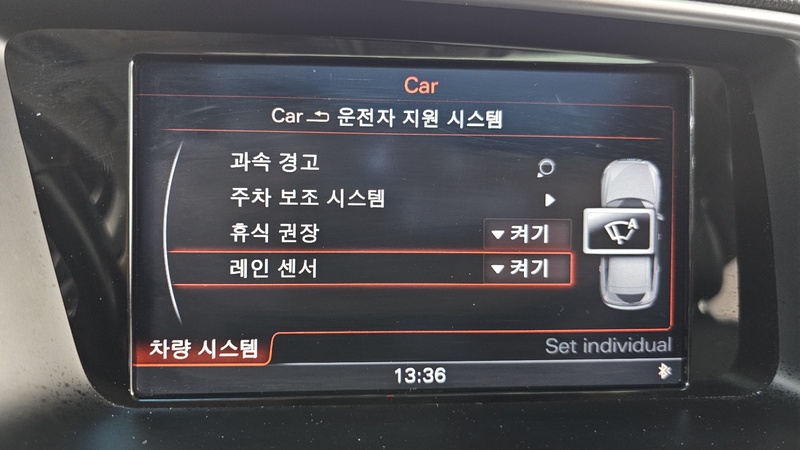 Car
Car 운전자 지원 시스템
과속 경고
주차 보조 시스템
휴식 권장 켜기
레인 센서 켜기
A
차량 시스템 Set individual
13:36